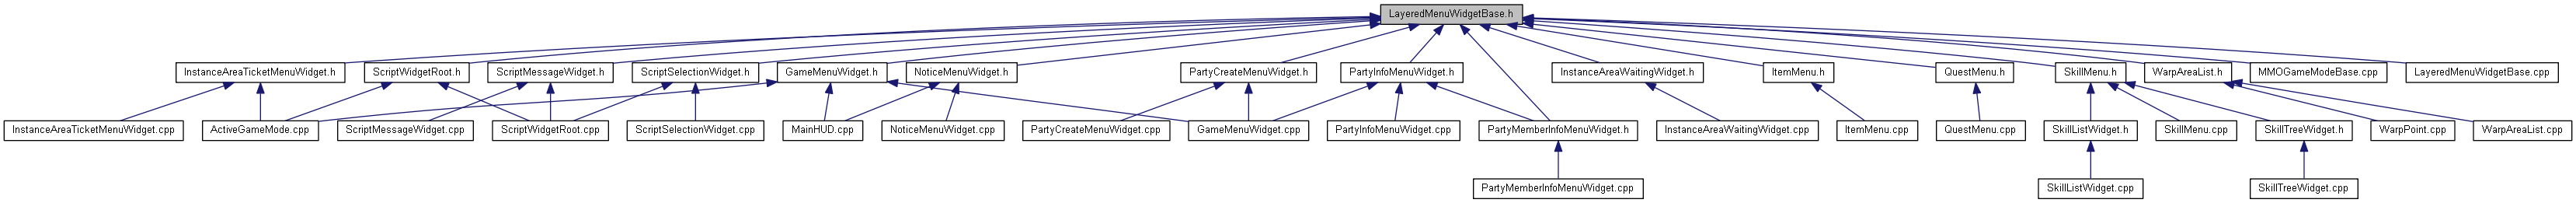 LayeredMenuWidgetBase.h
InstanceAreaTicketMenuWidget.h
ScriptWidgetRoot.h
ScriptMessageWidget.h
ScriptSelectionWidget.h
GameMenuWidget.h
NoticeMenuWidget.h
PartyCreateMenuWidget.h
PartyInfoMenuWidget.h
InstanceAreaWaitingWidget.h
ItemMenu.h
QuestMenu.h
SkillMenu.h
WarpAreaList.h
MMOGameModeBase.cpp
LayeredMenuWidgetBase.cpp
InstanceAreaTicketMenuWidget.cpp
ActiveGameMode.cpp
ScriptMessageWidget.cpp
ScriptWidgetRoot.cpp
ScriptSelectionWidget.cpp
MainHUD.cpp
NoticeMenuWidget.cpp
PartyCreateMenuWidget.cpp
GameMenuWidget.cpp
PartyInfoMenuWidget.cpp
PartyMemberInfoMenuWidget.h
InstanceAreaWaitingWidget.cpp
ItemMenu.cpp
QuestMenu.cpp
SkillListWidget.h
SkillMenu.cpp
SkillTreeWidget.h
WarpPoint.cpp
WarpAreaList.cpp
PartyMemberInfoMenuWidget.cpp
SkillListWidget.cpp
SkillTreeWidget.cpp